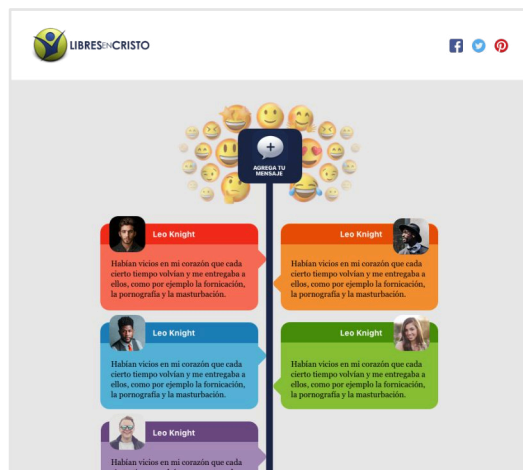 LIBRESENCRISTO
AGREGA TU
MENSAJE
Leo Knight
Habían vicios en mi corazón que cada
cierto tiempo volvían y me entregaba a
ellos, como por ejemplo la fornicación,
la pornografía y la masturbación.
Leo Knight
Habían vicios en mi corazón que cada
cierto tiempo volvían y me entregaba a
ellos, como por ejemplo la fornicación,
la pornografía y la masturbación.
Leo Knight
Habían vicios en mi corazón que cada
cierto tiempo volvían y me entregaba a
ellos, como por ejemplo la fornicación,
la pornografía y la masturbación.
Leo Knight
Habían vicios en mi corazón que cada
cierto tiempo volvían y me entregaba a
ellos, como por ejemplo la fornicación,
la pornografía y la masturbación.
Leo Knight
Habían vicios en mi corazón que cada